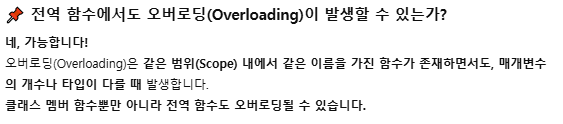 📌 전역 함수에서도 오버로딩(Overloading)이 발생할 수 있는가?
네, 가능합니다!
오버로딩(Overloading)은 같은 범위(Scope) 내에서 같은 이름을 가진 함수가 존재하면서도, 매개변수
의 개수나 타입이 다를 때 발생합니다.
클래스 멤버 함수뿐만 아니라 전역 함수도 오버로딩될 수 있습니다.